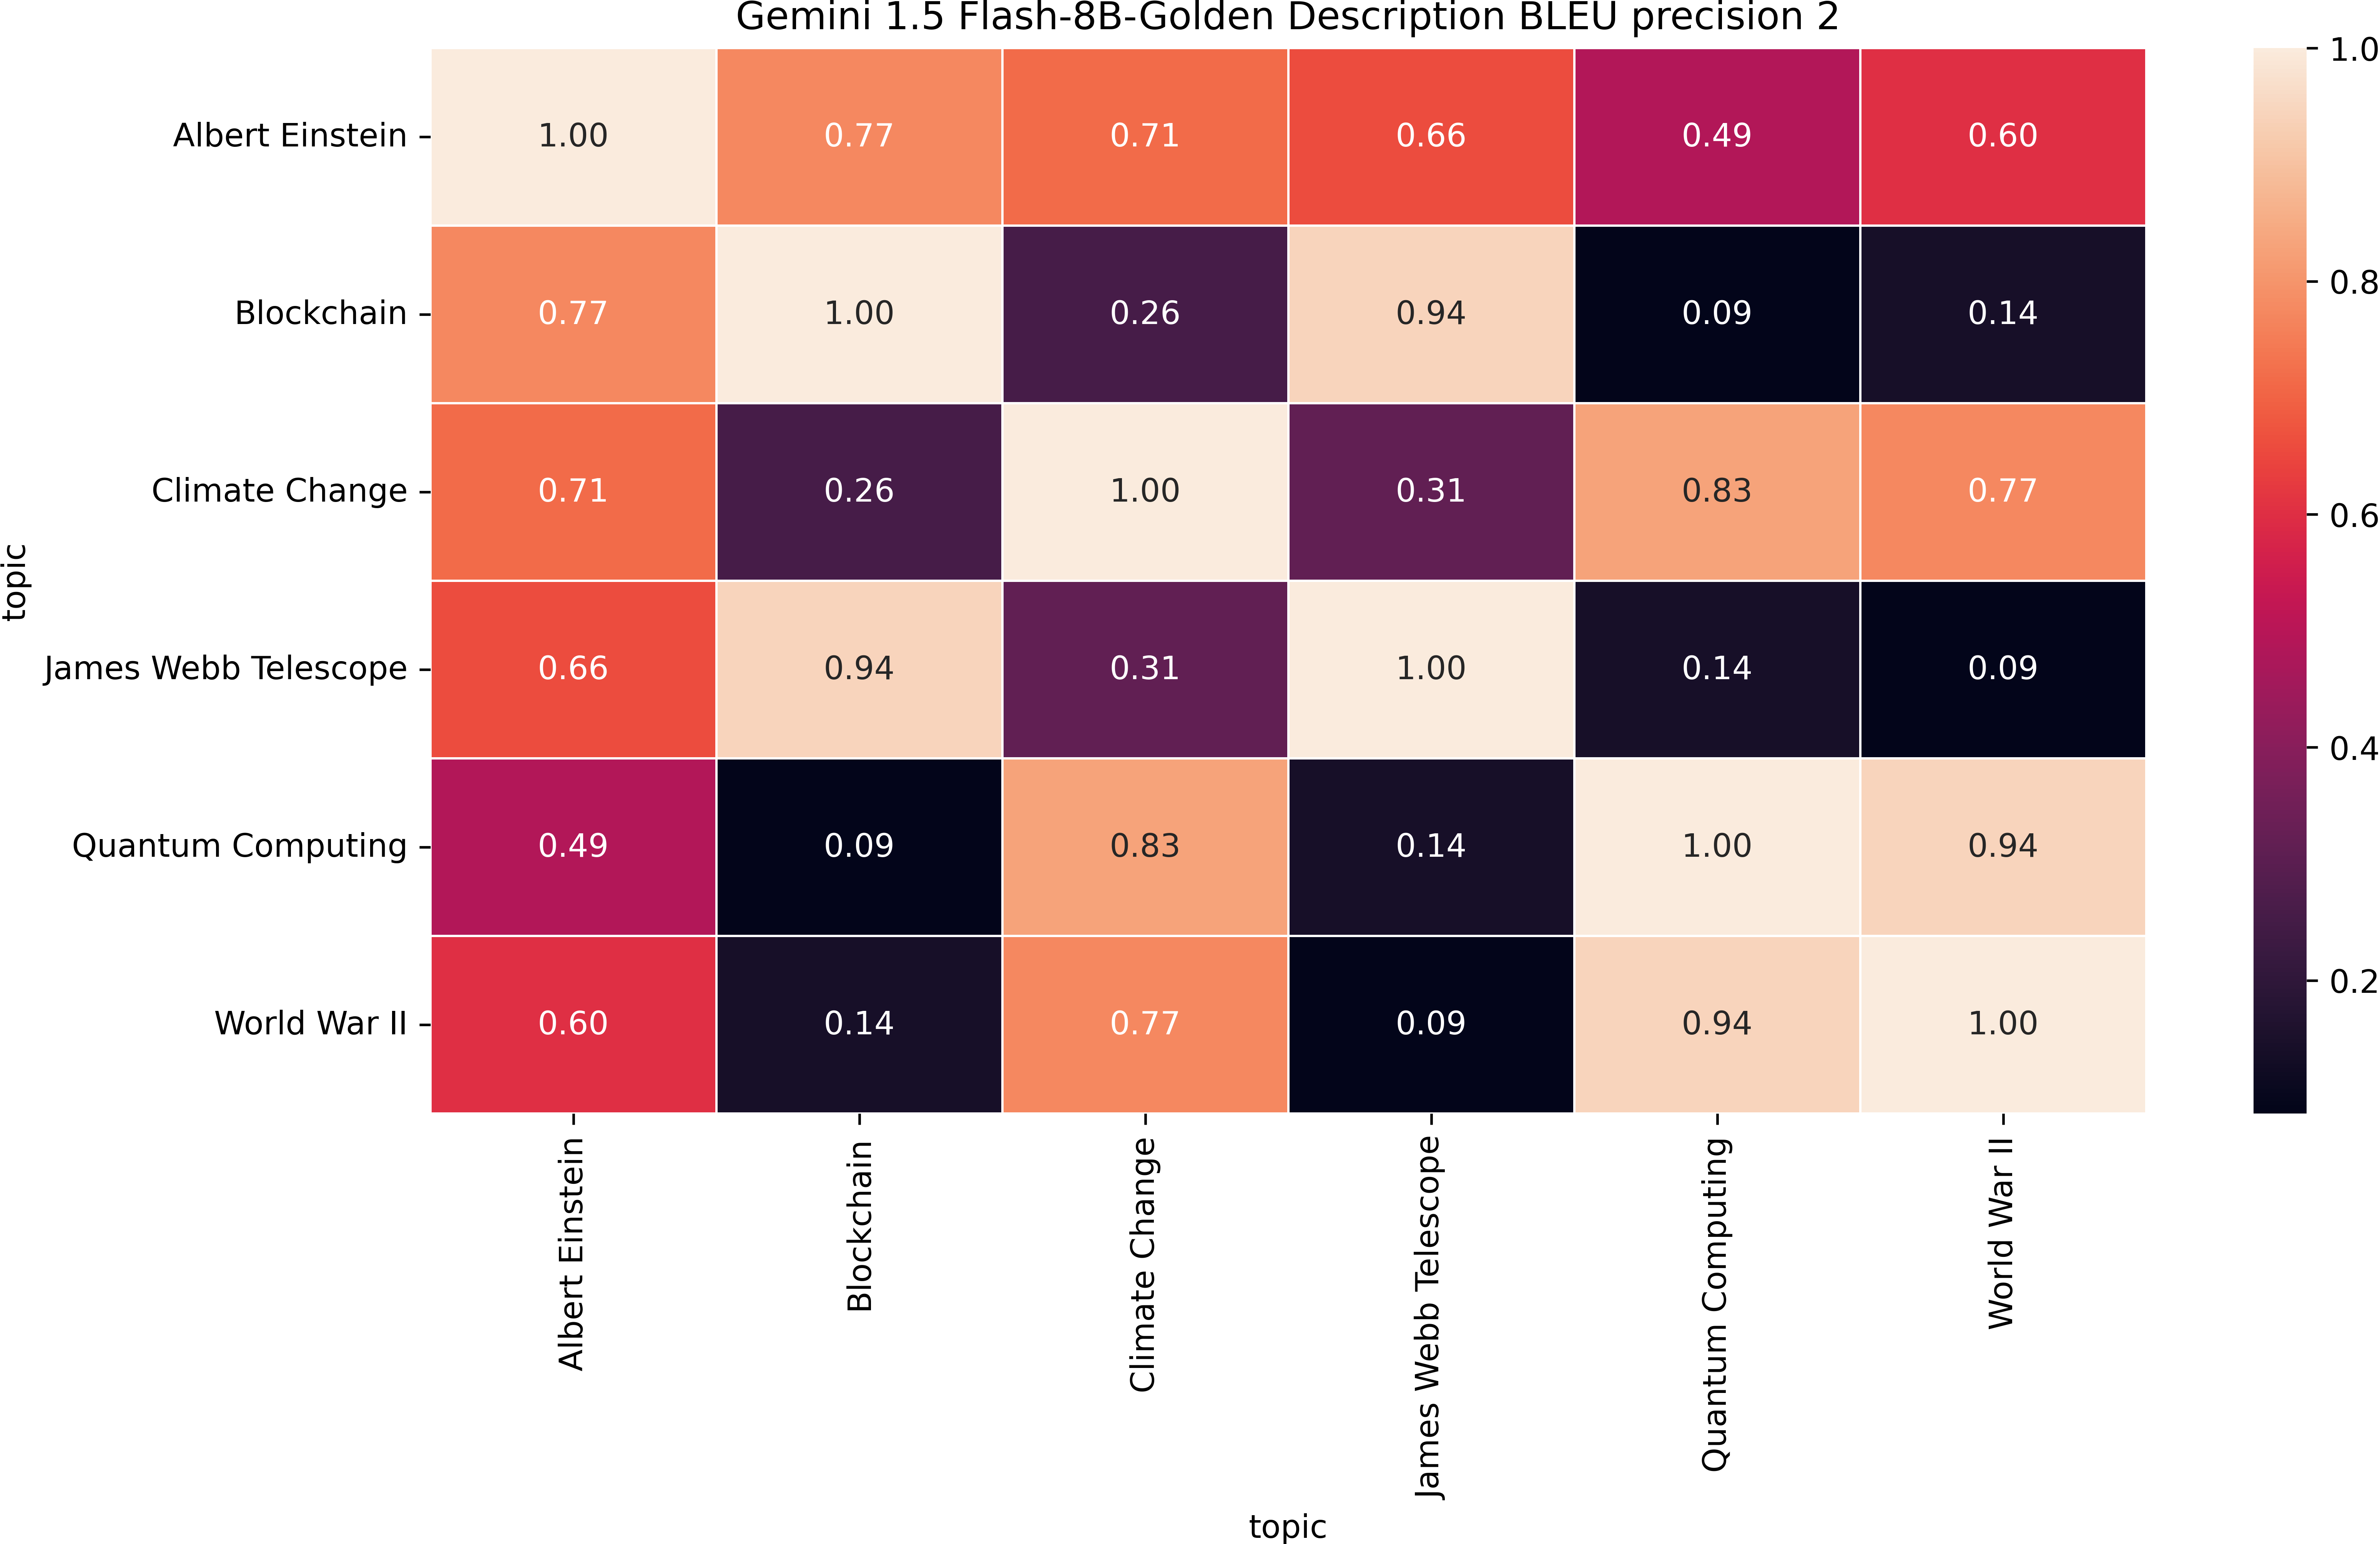 Gemini 1.5 Flash-8B-Golden Description BLEU precision 2
Albert Einstein 1.00 0.77 0.71 0.66 0.49 0.60
Blockchain 0.77 1.00 0.26 0.94 0.09 0.14
Climate Change 0.71 0.26 1.00 0.31 0.83 0.77
James Webb Telescope 0.66 0.94 0.31 1.00 0.14 0.09
Quantum Computing 0.49 0.09 0.83 0.14 1.00 0.94
World War II 0.60 0.14 0.77 0.09 0.94 1.00
topic
Albert Einstein
Blockchain
Climate Change
James Webb Telescope
Quantum Computing
World War II
topic
1.0
0.8
0.6
0.4
0.2